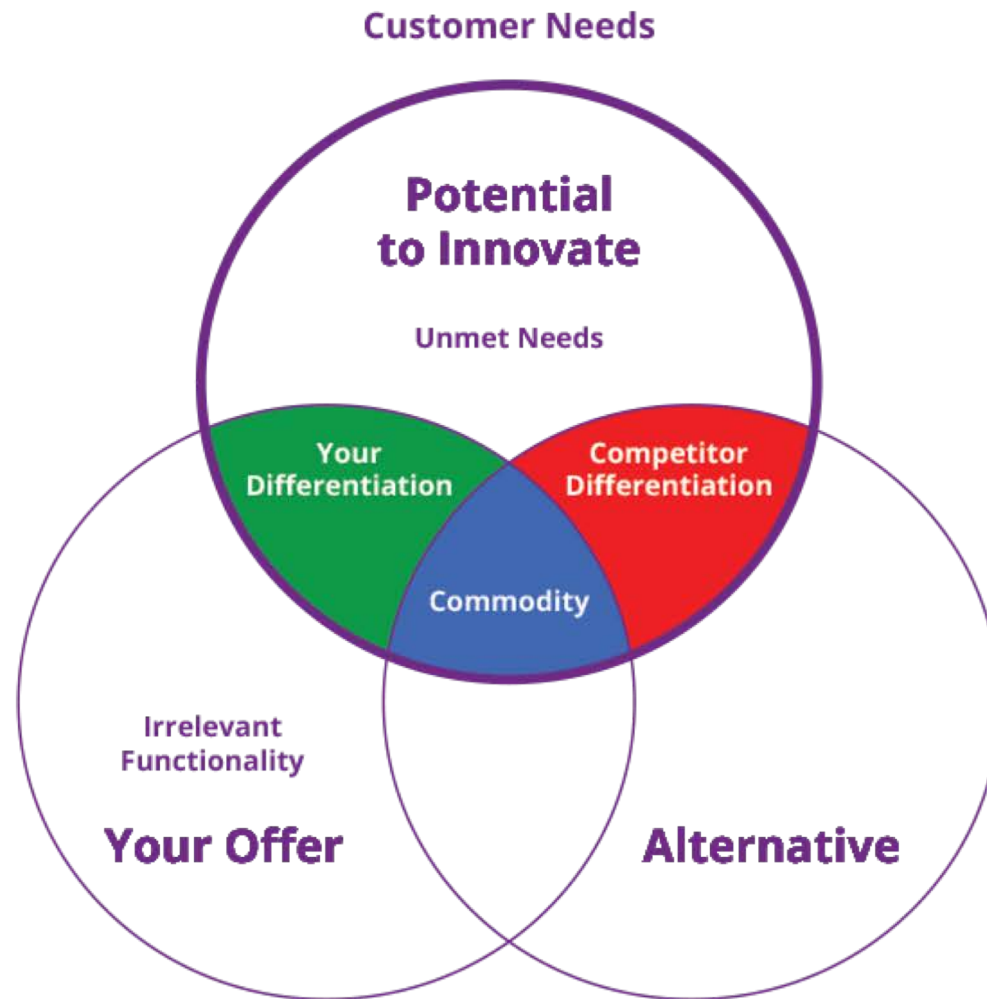 Customer Needs
Potential
to Innovate
Unmet Needs
Your
Differentiation
Competitor
Differentiation
Commodity
Irrelevant
Functionality
Your Offer
Alternative